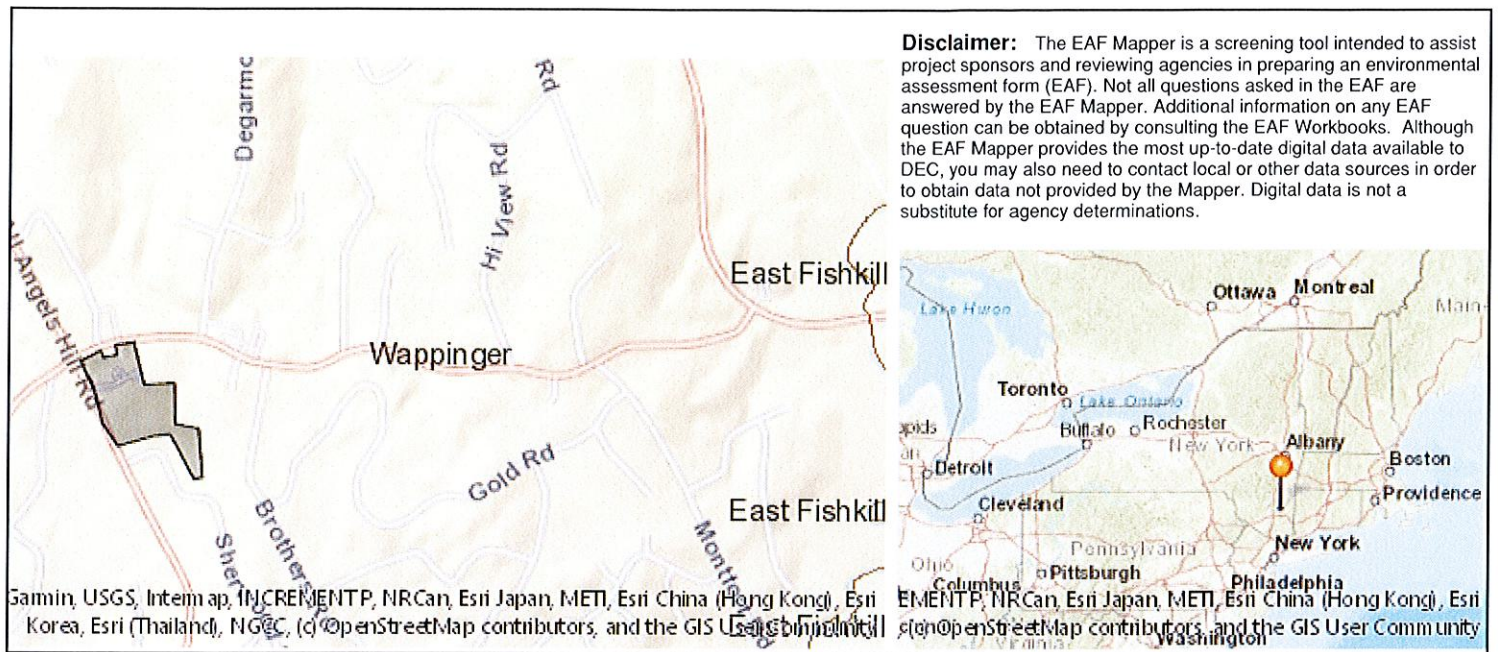 Disclaimer: The EAF Mapper is a screening tool intended to assist
project sponsors and reviewing agencies in preparing an environmental
assessment form (EAF). Not all questions asked in the EAF are
answered by the EAF Mapper. Additional information on any EAF
question can be obtained by consulting the EAF Workbooks. Although
the EAF Mapper provides the most up-to-date digital data available to
DEC, you may also need to contact local or other data sources in order
to obtain data not provided by the Mapper. Digital data is not a
substitute for agency determinations.
Degarmo
Rd
Hi View Rd
Angels Hill Rd
East Fishkill
Wappinger
Gold Rd
East Fishkill
Brothers
Garmin, USGS, Intermap, INCREMENT P, NRCan, Esri Japan, METI, Esri China (Hong Kong), Esri
Korea, Esri (Thailand), NGCC, (c) OpenStreetMap contributors, and the GIS User Community
Ottawa
Montreal
Lake Huron
Toronto
Lake Ontario
Rochester
Buffalo
New York
Albany
Boston
Detroit
Providence
Cleveland
New York
Pennsylvania
Ohio
Pittsburgh
Columbus
Philadelphia
EMENT P, NRCan, Esri Japan, METI, Esri China (Hong Kong), Esri
OpenStreetMap contributors, and the GIS User Community
Washington
Virginia